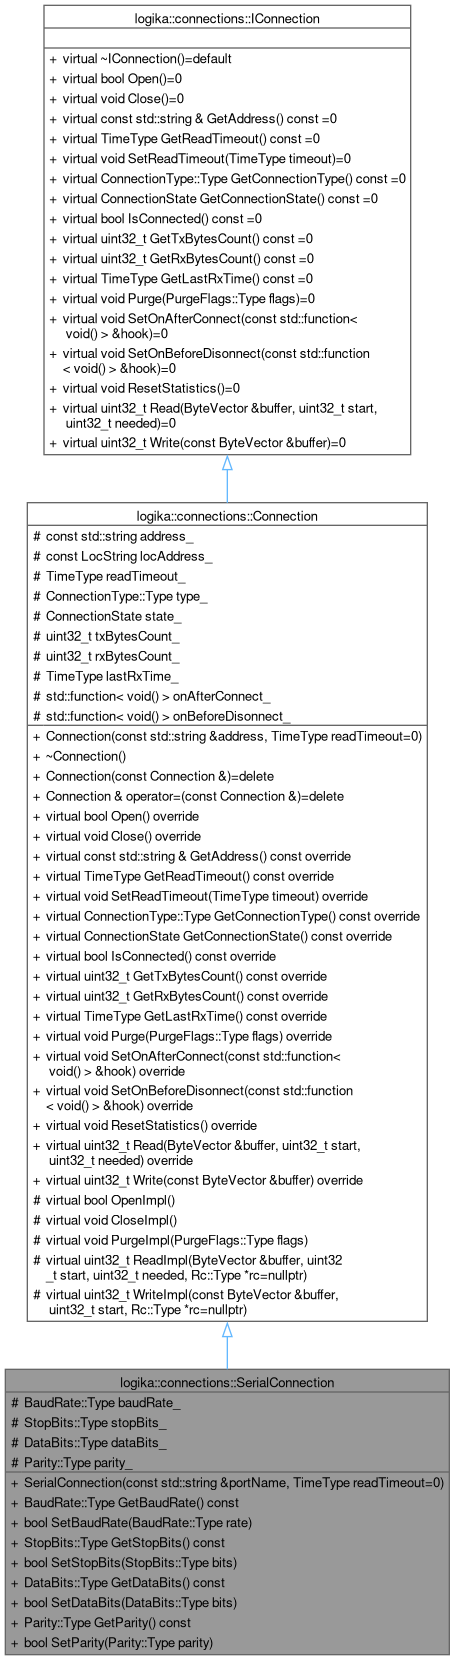 logika::connections::IConnection
+ virtual ~IConnection()=default
+ virtual bool Open()=0
+ virtual void Close()=0
+ virtual const std::string & GetAddress() const =0
+ virtual TimeType GetReadTimeout() const =0
+ virtual void SetReadTimeout(TimeType timeout)=0
+ virtual ConnectionType::Type GetConnectionType() const =0
+ virtual ConnectionState GetConnectionState() const =0
+ virtual bool IsConnected() const =0
+ virtual uint32_t GetTxBytesCount() const =0
+ virtual uint32_t GetRxBytesCount() const =0
+ virtual TimeType GetLastRxTime() const =0
+ virtual void Purge(PurgeFlags::Type flags)=0
+ virtual void SetOnAfterConnect(const std::function<
void() > &hook)=0
+ virtual void SetOnBeforeDisonnect(const std::function
< void() > &hook)=0
+ virtual void ResetStatistics()=0
+ virtual uint32_t Read(ByteVector &buffer, uint32_t start,
uint32_t needed)=0
+ virtual uint32_t Write(const ByteVector &buffer)=0
logika::connections::Connection
# const std::string address_
# const LocString locAddress_
# TimeType readTimeout_
# ConnectionType::Type type_
# ConnectionState state_
# uint32_t txBytesCount_
# uint32_t rxBytesCount_
# TimeType lastRxTime_
# std::function< void() > onAfterConnect_
# std::function< void() > onBeforeDisonnect_
+ Connection(const std::string &address, TimeType readTimeout=0)
+ ~Connection()
+ Connection(const Connection &)=delete
+ Connection & operator=(const Connection &)=delete
+ virtual bool Open() override
+ virtual void Close() override
+ virtual const std::string & GetAddress() const override
+ virtual TimeType GetReadTimeout() const override
+ virtual void SetReadTimeout(TimeType timeout) override
+ virtual ConnectionType::Type GetConnectionType() const override
+ virtual ConnectionState GetConnectionState() const override
+ virtual bool IsConnected() const override
+ virtual uint32_t GetTxBytesCount() const override
+ virtual uint32_t GetRxBytesCount() const override
+ virtual TimeType GetLastRxTime() const override
+ virtual void Purge(PurgeFlags::Type flags) override
+ virtual void SetOnAfterConnect(const std::function<
void() > &hook) override
+ virtual void SetOnBeforeDisonnect(const std::function
< void() > &hook) override
+ virtual void ResetStatistics() override
+ virtual uint32_t Read(ByteVector &buffer, uint32_t start,
uint32_t needed) override
+ virtual uint32_t Write(const ByteVector &buffer) override
# virtual bool OpenImpl()
# virtual void CloseImpl()
# virtual void PurgeImpl(PurgeFlags::Type flags)
# virtual uint32_t ReadImpl(ByteVector &buffer, uint32
_t start, uint32_t needed, Rc::Type *rc=nullptr)
# virtual uint32_t WriteImpl(const ByteVector &buffer,
uint32_t start, Rc::Type *rc=nullptr)
logika::connections::SerialConnection
# BaudRate::Type baudRate_
# StopBits::Type stopBits_
# DataBits::Type dataBits_
# Parity::Type parity_
+ SerialConnection(const std::string &portName, TimeType readTimeout=0)
+ BaudRate::Type GetBaudRate() const
+ bool SetBaudRate(BaudRate::Type rate)
+ StopBits::Type GetStopBits() const
+ bool SetStopBits(StopBits::Type bits)
+ DataBits::Type GetDataBits() const
+ bool SetDataBits(DataBits::Type bits)
+ Parity::Type GetParity() const
+ bool SetParity(Parity::Type parity)